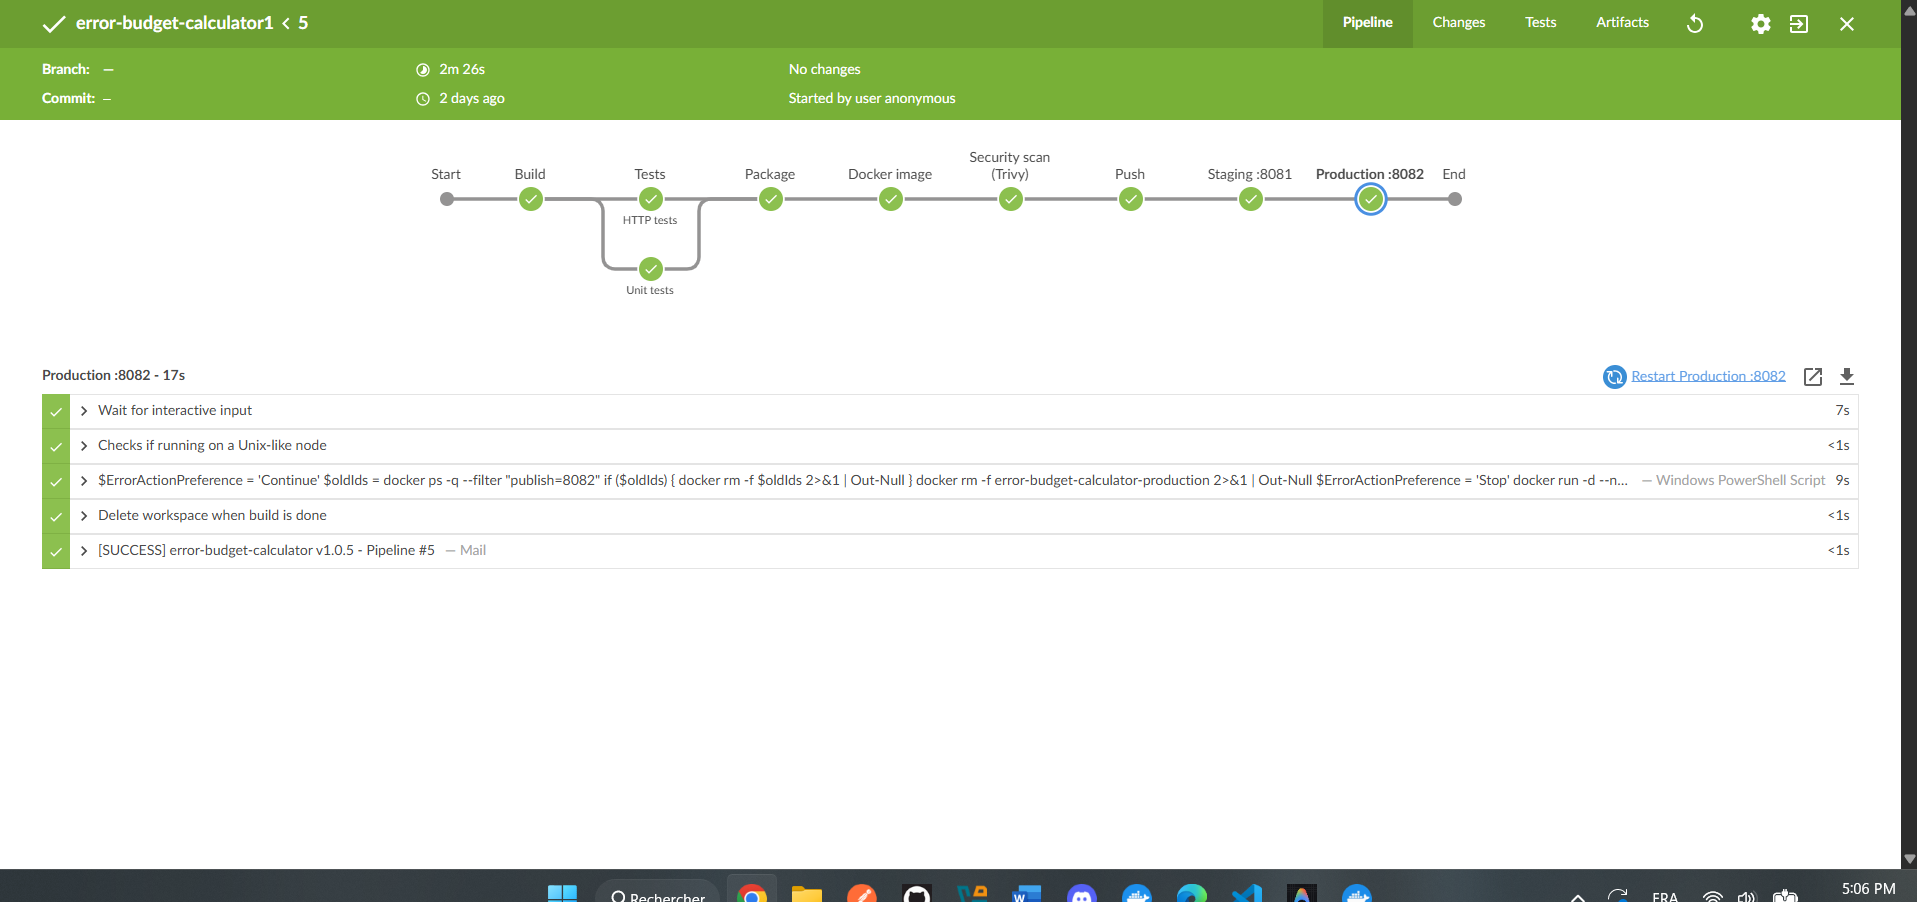 error-budget-calculator1 < 5
Pipeline
Changes
Tests
Artifacts
Branch: —
2m 26s
No changes
Commit: —
2 days ago
Started by user anonymous
Start
Build
Tests
Package
Docker image
Security scan
(Trivy)
Push
Staging :8081
Production :8082
End
HTTP tests
Unit tests
Production :8082 - 17s
Restart Production :8082
Wait for interactive input
7s
Checks if running on a Unix-like node
<1s
$ErrorActionPreference = 'Continue' $oldIds = docker ps -q --filter "publish=8082" if ($oldIds) { docker rm -f $oldIds 2>&1 | Out-Null } docker rm -f error-budget-calculator-production 2>&1 | Out-Null $ErrorActionPreference = 'Stop' docker run -d --n... — Windows PowerShell Script 9s
Delete workspace when build is done
<1s
[SUCCESS] error-budget-calculator v1.0.5 - Pipeline #5 — Mail
<1s
Rechercher
FRA
5:06 PM